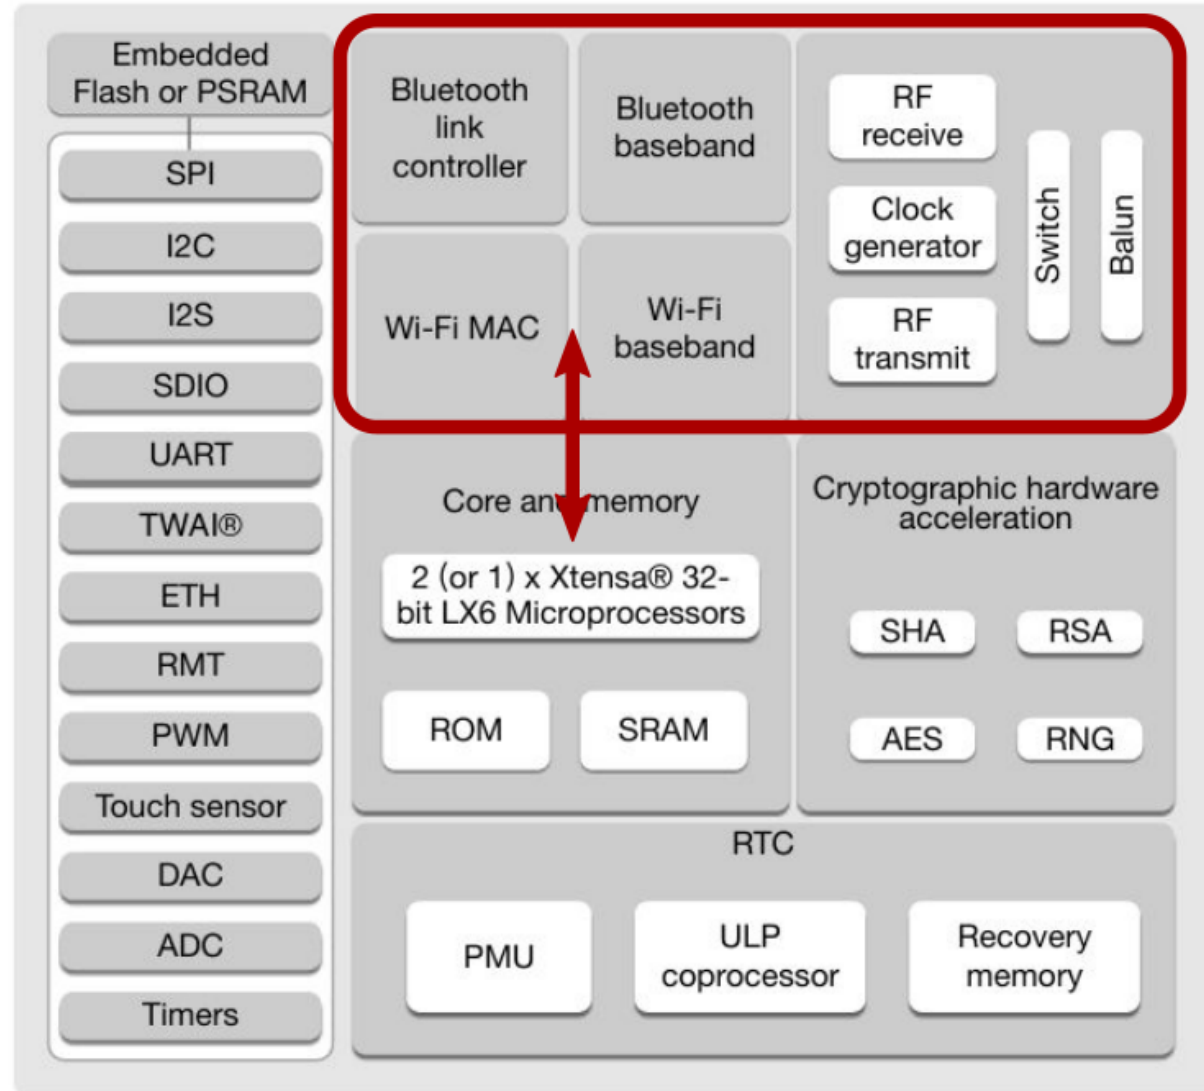 Embedded
Flash or PSRAM
SPI
I2C
I2S
SDIO
UART
TWAI®
ETH
RMT
PWM
Touch sensor
DAC
ADC
Timers
Bluetooth
link
controller
Bluetooth
baseband
Wi-Fi MAC
Wi-Fi
baseband
RF
receive
Clock
generator
RF
transmit
Switch
Balun
Core and memory
2 (or 1) x Xtensa® 32-
bit LX6 Microprocessors
ROM
SRAM
Cryptographic hardware
acceleration
SHA
RSA
AES
RNG
RTC
PMU
ULP
coprocessor
Recovery
memory